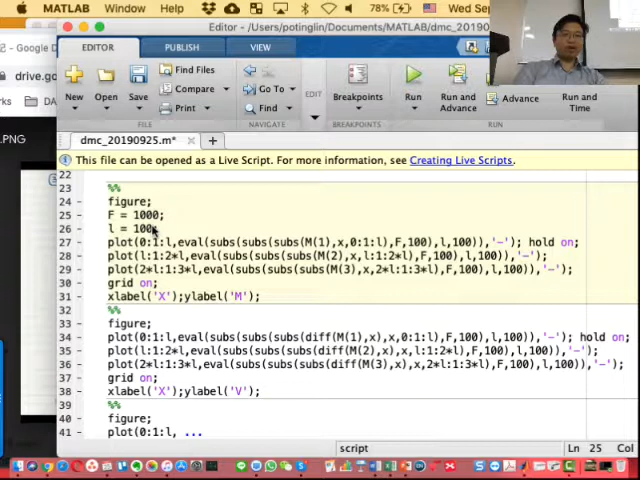 MATLAB Window Help 78% Wed Sep
- Google D
Editor - /Users/potinglin/Documents/MATLAB/dmc_20190
drive.goo
EDITOR PUBLISH VIEW
rks
.PNG
New Open Save
Find Files
Compare
Print
Go To
Find
EDIT
Breakpoints
Run
Run and Advance
Advance
Run and Time
FILE NAVIGATE BREAKPOINTS RUN
dmc_20190925.m*
This file can be opened as a Live Script. For more information, see Creating Live Scripts.
22
23 - %%
24 - figure;
25 - F = 1000;
26 - l = 100;
27 - plot(0:1:l,eval(subs(subs(subs(M(1),x,0:1:l),F,100),l,100)),'-'); hold on;
28 - plot(l:1:2*l,eval(subs(subs(subs(M(2),x,l:1:2*l),F,100),l,100)),'-');
29 - plot(2*l:1:3*l,eval(subs(subs(subs(M(3),x,2*l:1:3*l),F,100),l,100)),'-');
30 - grid on;
31 - xlabel('X');ylabel('M');
32 - %%
33 - figure;
34 - plot(0:1:l,eval(subs(subs(subs(diff(M(1),x),x,0:1:l),F,100),l,100)),'-'); hold on;
35 - plot(l:1:2*l,eval(subs(subs(subs(diff(M(2),x),x,l:1:2*l),F,100),l,100)),'-');
36 - plot(2*l:1:3*l,eval(subs(subs(subs(diff(M(3),x),x,2*l:1:3*l),F,100),l,100)),'-');
37 - grid on;
38 - xlabel('X');ylabel('V');
39 - %%
40 - figure;
41 - plot(0:1:l, ...
script Ln 25 Col